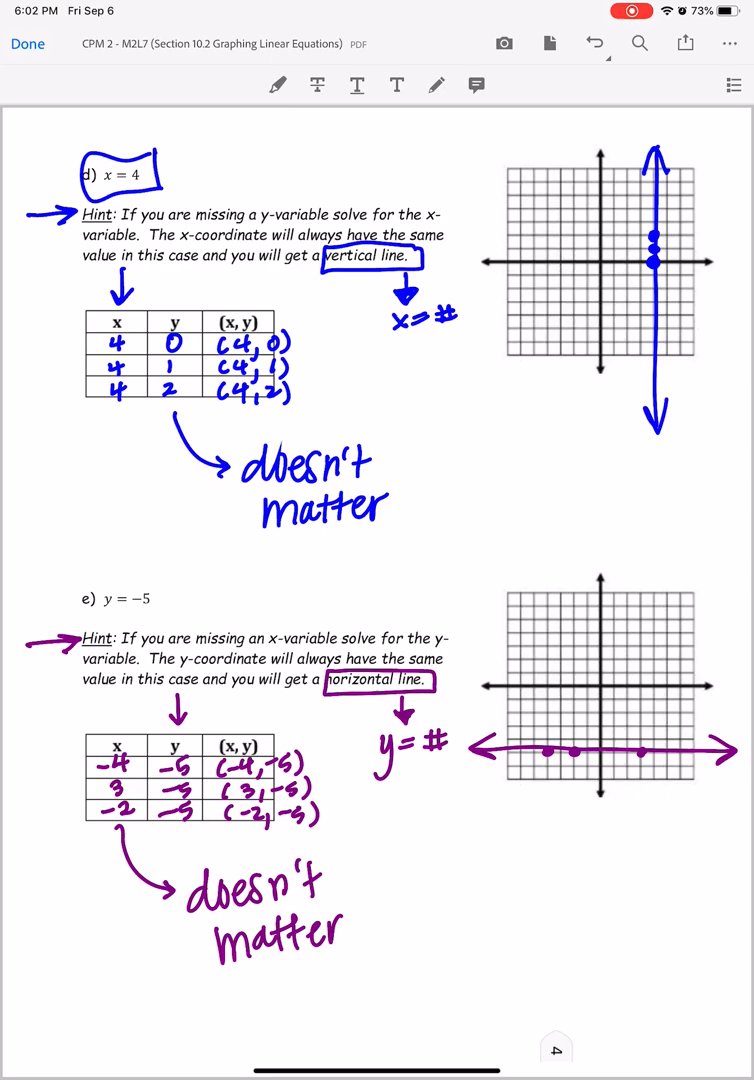 6:02 PM Fri Sep 6
73%
Done
CPM 2 - M2L7 (Section 10.2 Graphing Linear Equations) PDF
T T T
d) x = 4
Hint: If you are missing a y-variable solve for the x-
variable. The x-coordinate will always have the same
value in this case and you will get a vertical line.
x = #
x y (x, y)
4 0 (4, 0)
4 1 (4, 1)
4 2 (4, 2)
doesn't
matter
e) y = −5
Hint: If you are missing an x-variable solve for the y-
variable. The y-coordinate will always have the same
value in this case and you will get a horizontal line.
y = #
x y (x, y)
-4 -5 (-4, -5)
3 -5 (3, -5)
-2 -5 (-2, -5)
doesn't
matter
4